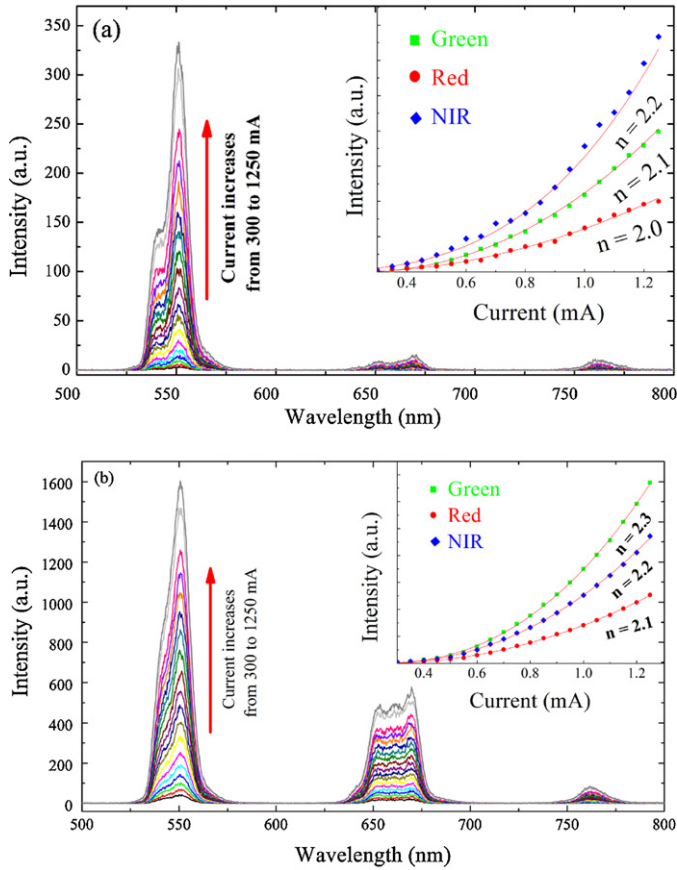 (a)
350
300
250
200
150
100
50
0
Intensity (a.u.)
500
550
600
650
700
750
800
Wavelength (nm)
Current increases
from 300 to 1250 mA
Green
Red
NIR
n = 2.2
n = 2.1
n = 2.0
Intensity (a.u.)
0.4
0.6
0.8
1.0
1.2
Current (mA)
(b)
1600
1400
1200
1000
800
600
400
200
0
Intensity (a.u.)
500
550
600
650
700
750
800
Wavelength (nm)
Current increases
from 300 to 1250 mA
Green
Red
NIR
n = 2.3
n = 2.2
n = 2.1
Intensity (a.u.)
0.4
0.6
0.8
1.0
1.2
Current (mA)